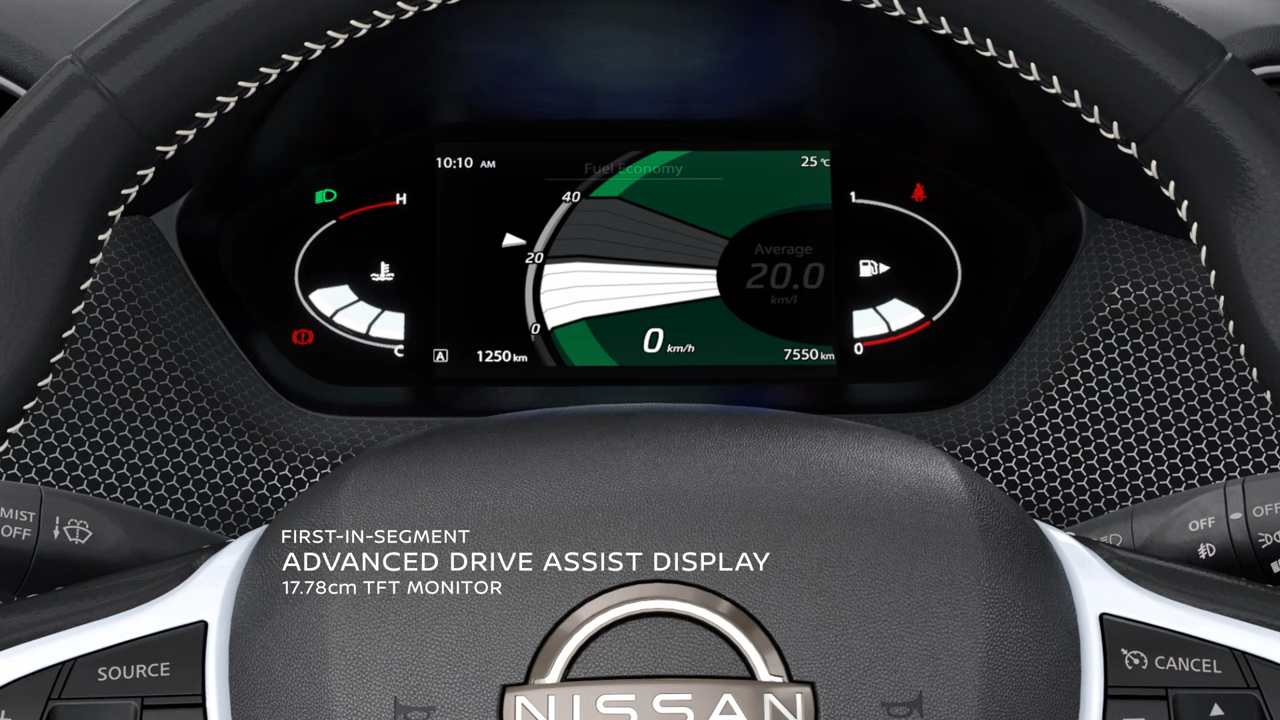 10:10 AM
Fuel Economy
25 ℃
40
H
1
20
Average
20.0
km/l
0
0 km/h
A
1250 km
7550 km
C
0
MIST
OFF
OFF
OFF
FIRST-IN-SEGMENT
ADVANCED DRIVE ASSIST DISPLAY
17.78cm TFT MONITOR
SOURCE
CANCEL
NISSAN